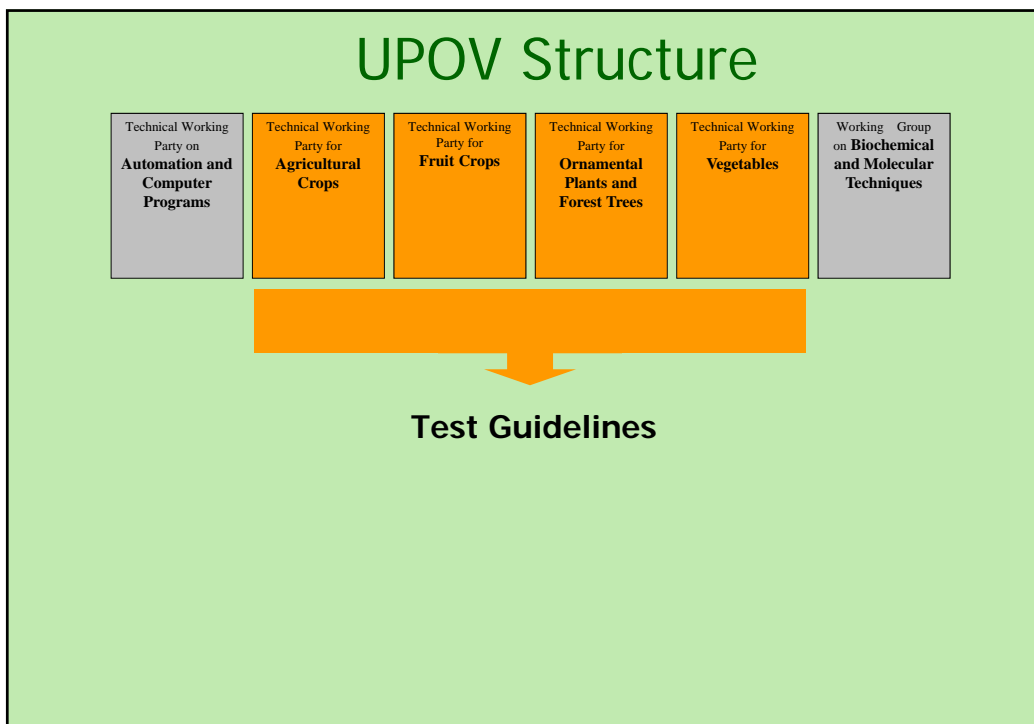 UPOV Structure
Technical Working
Party on
Automation and
Computer
Programs
Technical Working
Party for
Agricultural
Crops
Technical Working
Party for
Fruit Crops
Technical Working
Party for
Ornamental
Plants and
Forest Trees
Technical Working
Party for
Vegetables
Working Group
on Biochemical
and Molecular
Techniques
Test Guidelines